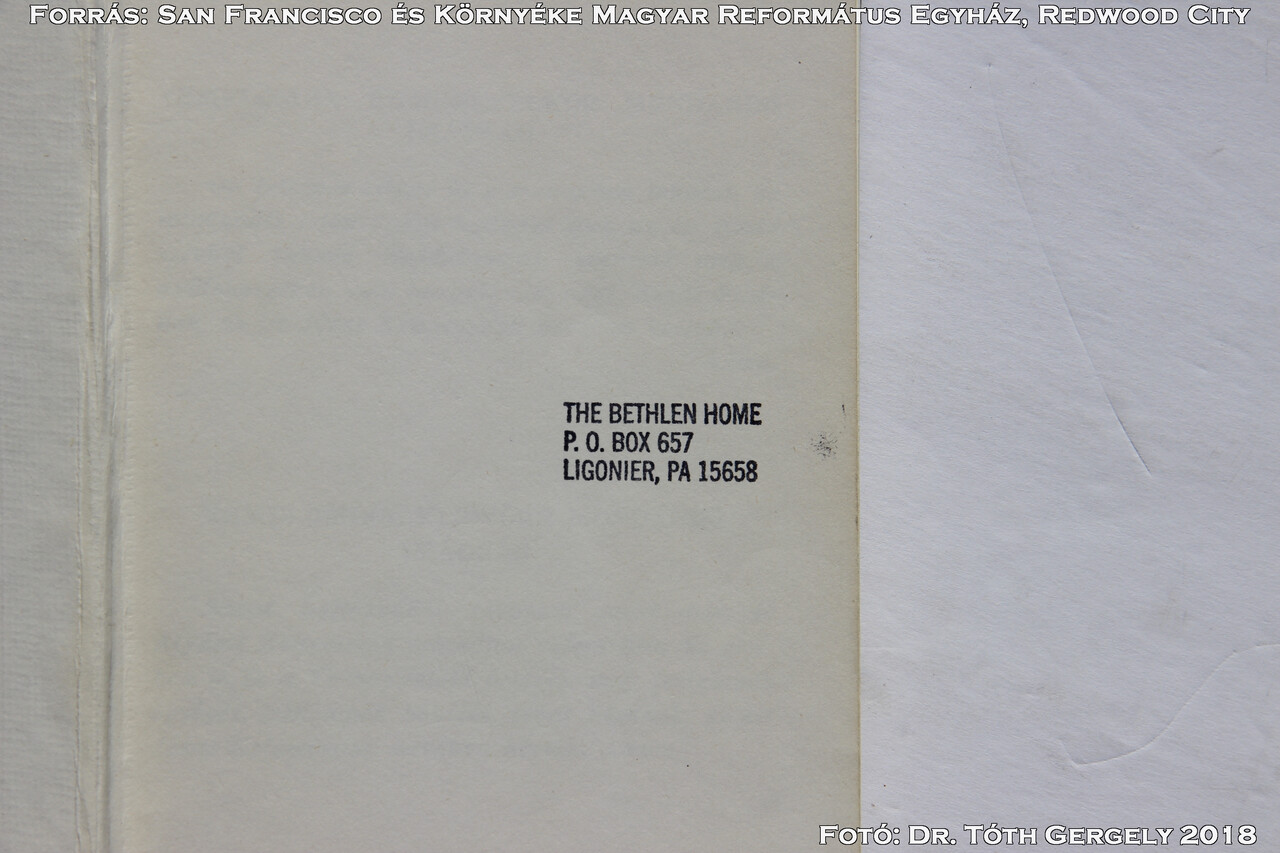 Forrás: San Francisco és Környéke Magyar Református Egyház, Redwood City
THE BETHLEN HOME
P. O. BOX 657
LIGONIER, PA 15658
Fotó: Dr. Tóth Gergely 2018